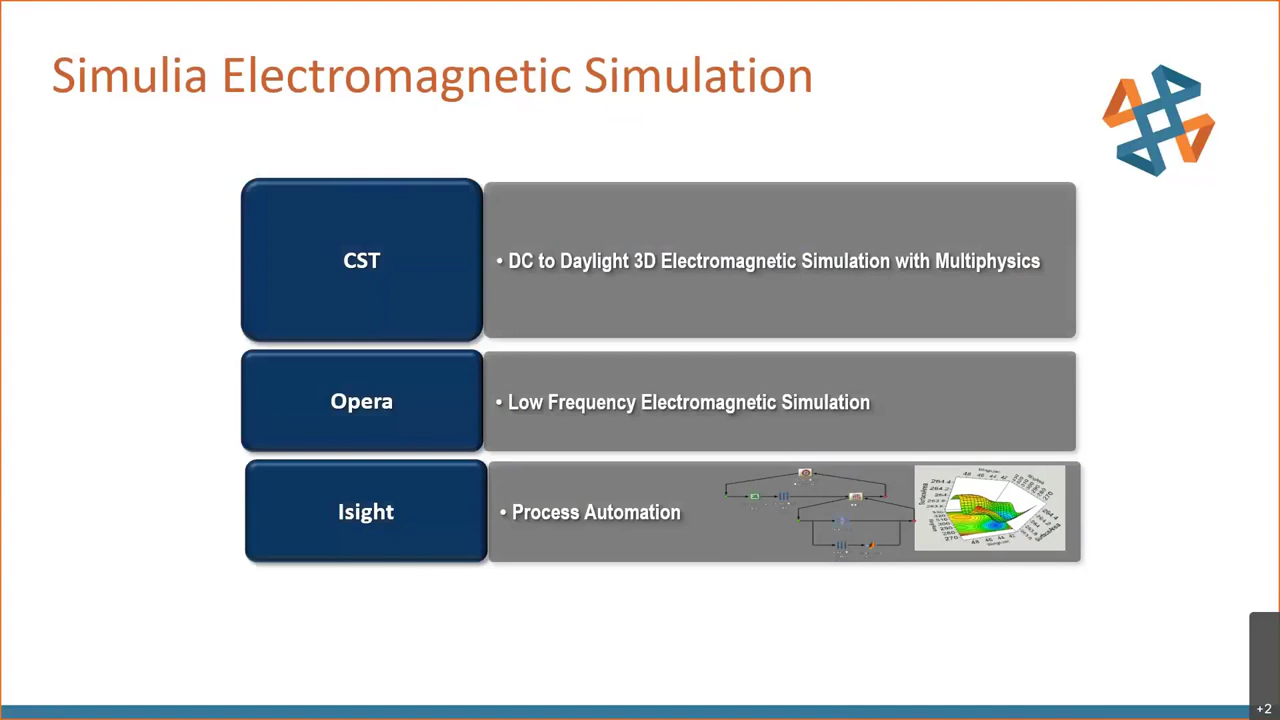 Simulia Electromagnetic Simulation
CST
• DC to Daylight 3D Electromagnetic Simulation with Multiphysics
Opera
• Low Frequency Electromagnetic Simulation
Isight
• Process Automation
+2